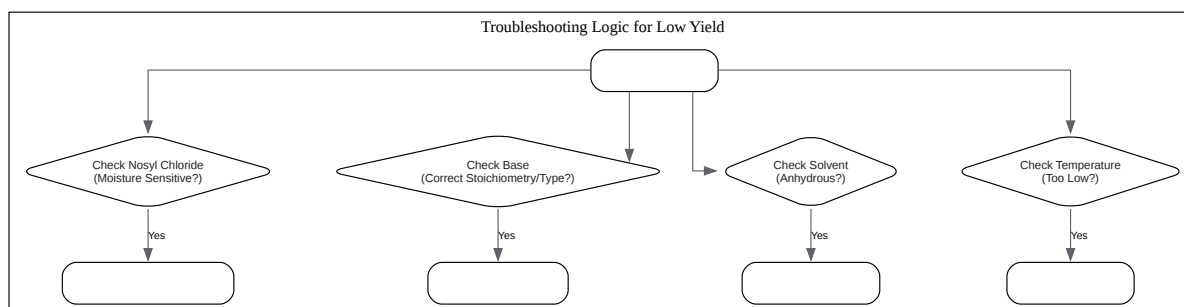 Troubleshooting Logic for Low Yield
Check Nosyl Chloride
(Moisture Sensitive?)
Check Base
(Correct Stoichiometry/Type?)
Check Solvent
(Anhydrous?)
Check Temperature
(Too Low?)
Yes
Yes
Yes
Yes